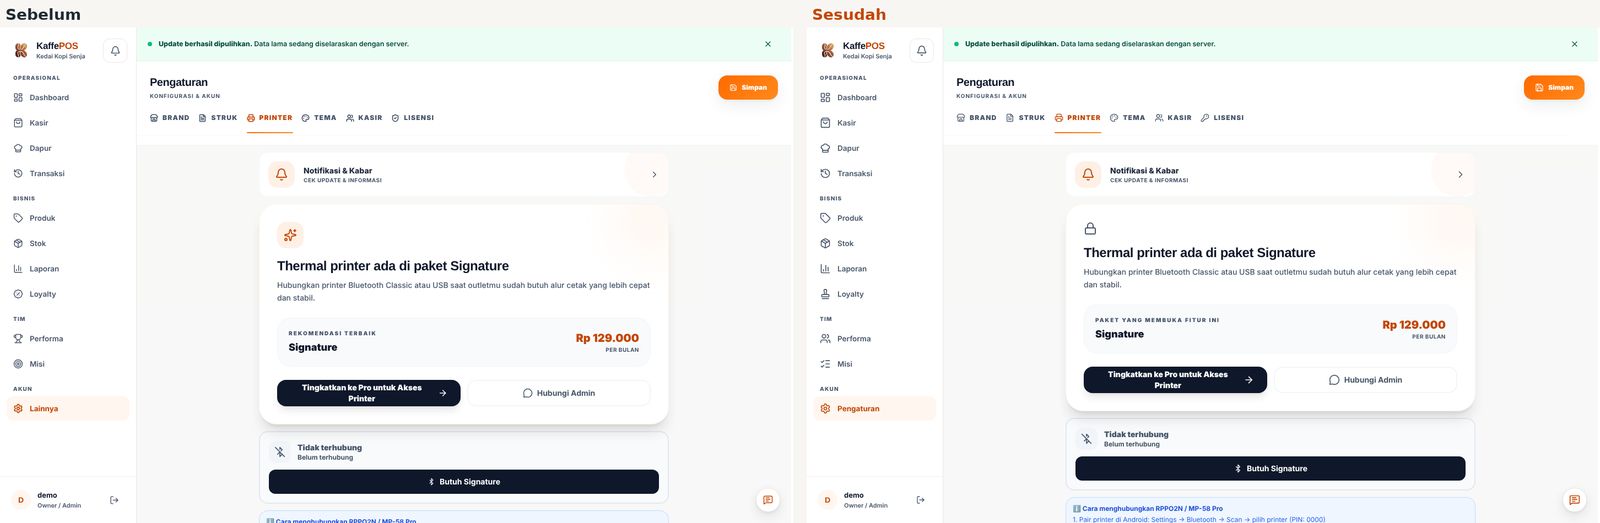 Sebelum
KaffePOS
Kedai Kopi Senja
OPERASIONAL
Dashboard
Kasir
Dapur
Transaksi
BISNIS
Produk
Stok
Laporan
Loyalty
TIM
Performa
Misi
AKUN
Lainnya
D
demo
Owner / Admin
Update berhasil dipulihkan. Data lama sedang diselaraskan dengan server.
Pengaturan
KONFIGURASI & AKUN
Simpan
BRAND STRUK PRINTER TEMA KASIR LISENSI
Notifikasi & Kabar
CEK UPDATE & INFORMASI
Thermal printer ada di paket Signature
Hubungkan printer Bluetooth Classic atau USB saat outletmu sudah butuh alur cetak yang lebih cepat
dan stabil.
REKOMENDASI TERBAIK
Signature
Rp 129.000
PER BULAN
Tingkatkan ke Pro untuk Akses
Printer
Hubungi Admin
Tidak terhubung
Belum terhubung
Butuh Signature
Cara menghubungkan RPPO2N / MP-58 Pro
Sesudah
KaffePOS
Kedai Kopi Senja
OPERASIONAL
Dashboard
Kasir
Dapur
Transaksi
BISNIS
Produk
Stok
Laporan
Loyalty
TIM
Performa
Misi
AKUN
Pengaturan
D
demo
Owner / Admin
Update berhasil dipulihkan. Data lama sedang diselaraskan dengan server.
Pengaturan
KONFIGURASI & AKUN
Simpan
BRAND STRUK PRINTER TEMA KASIR LISENSI
Notifikasi & Kabar
CEK UPDATE & INFORMASI
Thermal printer ada di paket Signature
Hubungkan printer Bluetooth Classic atau USB saat outletmu sudah butuh alur cetak yang lebih cepat
dan stabil.
PAKET YANG MEMBUKA FITUR INI
Signature
Rp 129.000
PER BULAN
Tingkatkan ke Pro untuk Akses
Printer
Hubungi Admin
Tidak terhubung
Belum terhubung
Butuh Signature
Cara menghubungkan RPPO2N / MP-58 Pro
1. Pair printer di Android: Settings → Bluetooth → Scan → pilih printer (PIN: 0000)